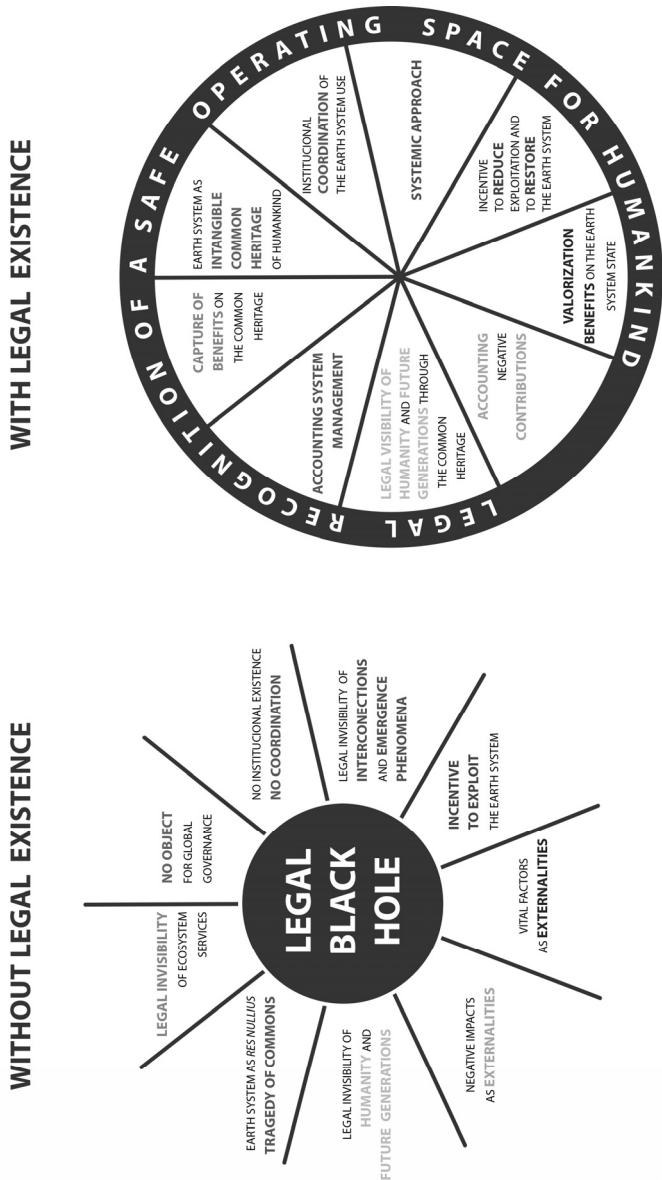 WITHOUT LEGAL EXISTENCE
LEGAL INVISIBILITY
OF ECOSYSTEM
SERVICES
NO OBJECT
FOR GLOBAL
GOVERNANCE
NO INSTITUTIONAL EXISTENCE
NO COORDINATION
LEGAL INVISIBILITY OF
INTERCONECTIONS
AND EMERGENCE
PHENOMENA
INCENTIVE
TO EXPLOIT
THE EARTH SYSTEM
VITAL FACTORS
AS EXTERNALITIES
NEGATIVE IMPACTS
AS EXTERNALITIES
LEGAL INVISIBILITY OF
HUMANITY AND
FUTURE GENERATIONS
EARTH SYSTEM AS RES NULLIUS
TRAGEDY OF COMMONS
LEGAL
BLACK
HOLE
WITH LEGAL EXISTENCE
LEGAL RECOGNITION OF A SAFE OPERATING SPACE FOR HUMANKIND
CAPTURE OF
BENEFITS ON
THE COMMON
HERITAGE
EARTH SYSTEM AS
INTANGIBLE
COMMON
HERITAGE
OF HUMANKIND
INSTITUTIONAL
COORDINATION OF
THE EARTH SYSTEM USE
SYSTEMIC APPROACH
INCENTIVE
TO REDUCE
EXPLOITATION AND
TO RESTORE
THE EARTH SYSTEM
VALORIZATION
BENEFITS ON THE EARTH
SYSTEM STATE
ACCOUNTING
NEGATIVE
CONTRIBUTIONS
LEGAL VISIBILITY OF
HUMANITY AND FUTURE
GENERATIONS THROUGH
THE COMMON
HERITAGE
ACCOUNTING SYSTEM
MANAGEMENT